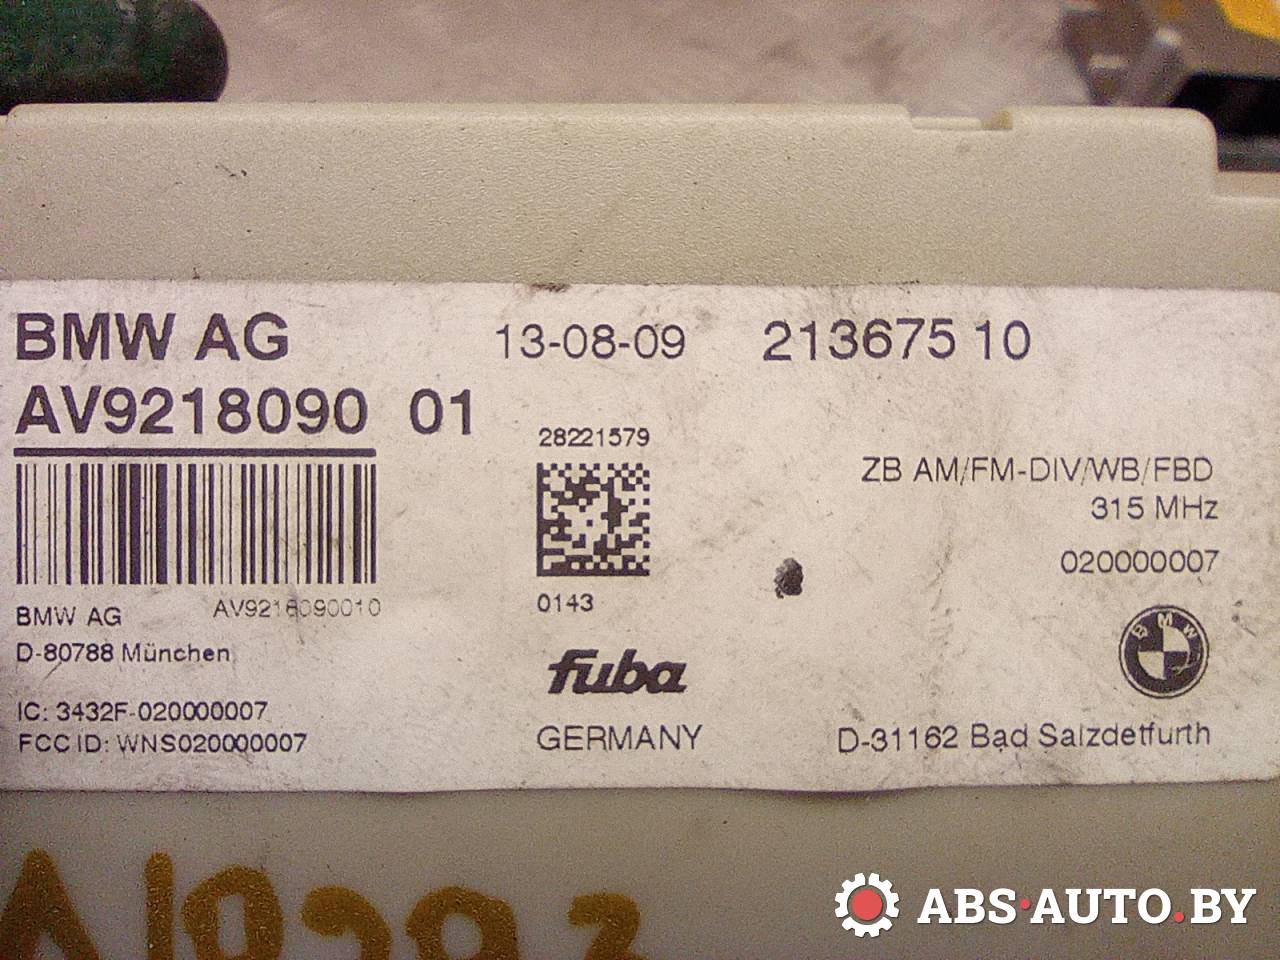 BMW AG 13-08-09 213675 10
AV9218090 01
28221579
ZB AM/FM-DIV/WB/FBD
315 MHz
020000007
AV9218090010
0143
BMW AG
D-80788 München
BMW
fuba
IC: 3432F-020000007
FCC ID: WNS020000007
GERMANY
D-31162 Bad Salzdetfurth
ABS·AUTO.BY